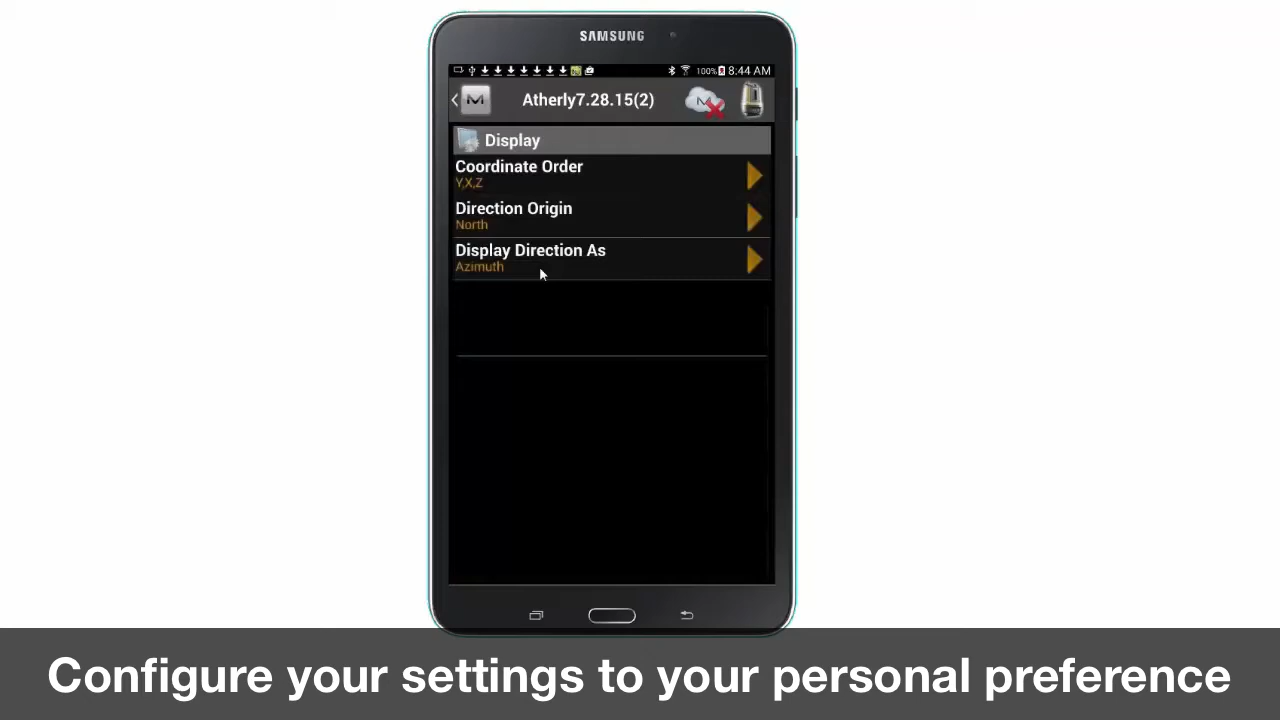 SAMSUNG
100% 8:44 AM
Atherly7.28.15(2)
Display
Coordinate Order
Y,X,Z
Direction Origin
North
Display Direction As
Azimuth
Configure your settings to your personal preference